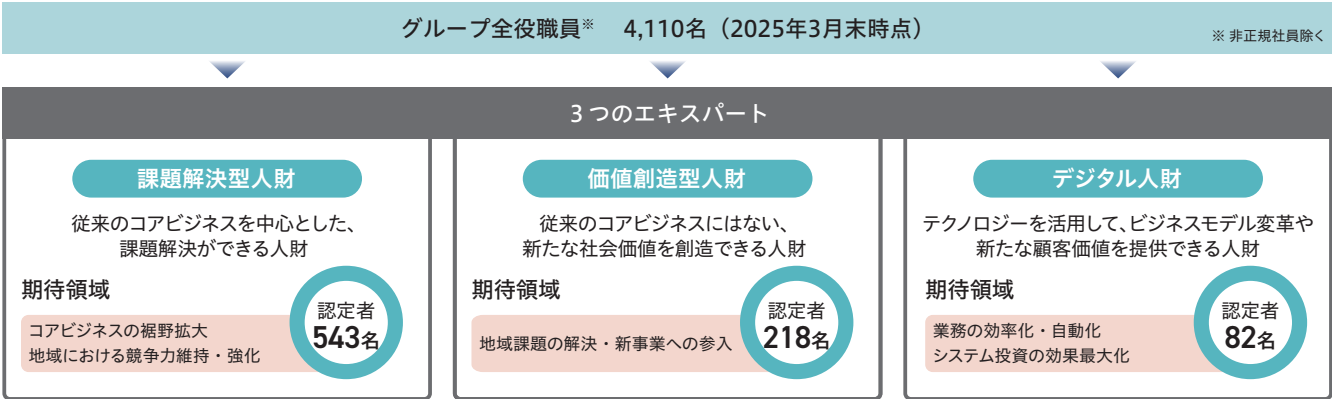 グループ全役職員※ 4,110名（2025年3月末時点）
※ 非正規社員除く
3つのエキスパート
課題解決型人財
従来のコアビジネスを中心とした、
課題解決ができる人財
期待領域
コアビジネスの裾野拡大
地域における競争力維持・強化
認定者
543名
価値創造型人財
従来のコアビジネスにはない、
新たな社会価値を創造できる人財
期待領域
地域課題の解決・新事業への参入
認定者
218名
デジタル人財
テクノロジーを活用して、ビジネスモデル変革や
新たな顧客価値を提供できる人財
期待領域
業務の効率化・自動化
システム投資の効果最大化
認定者
82名